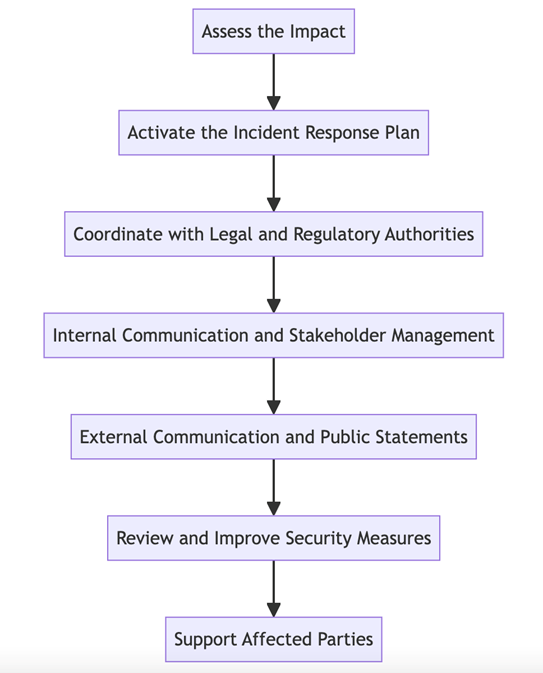 Assess the Impact
Activate the Incident Response Plan
Coordinate with Legal and Regulatory Authorities
Internal Communication and Stakeholder Management
External Communication and Public Statements
Review and Improve Security Measures
Support Affected Parties